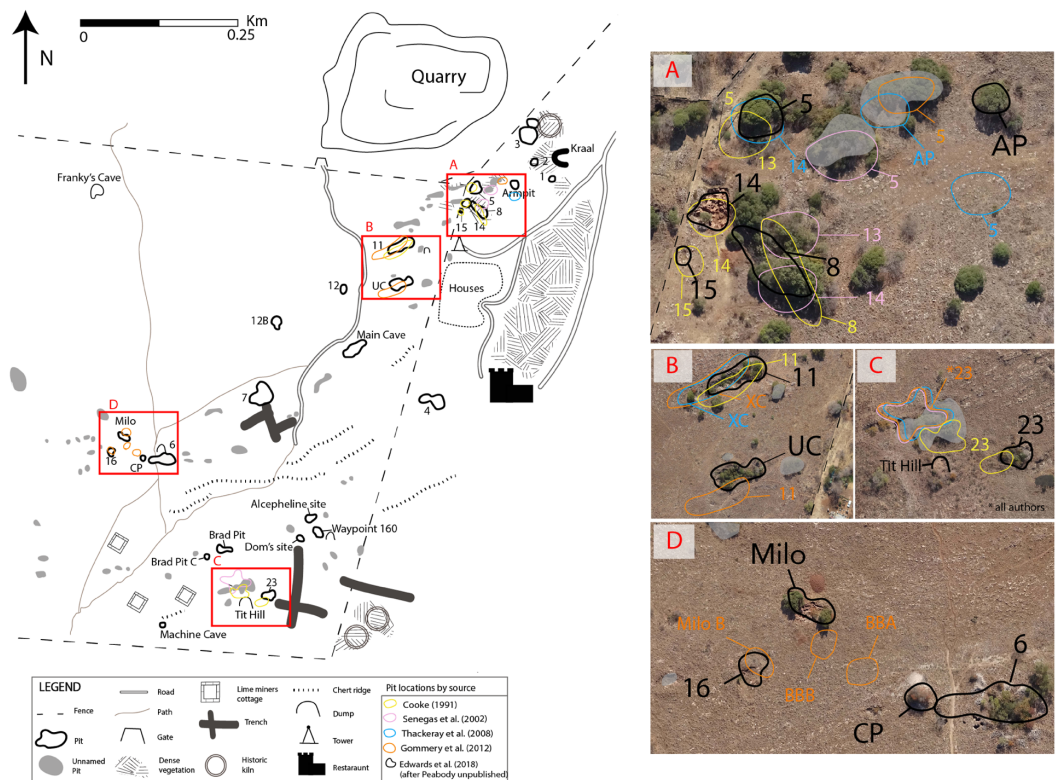 Km
0
0.25
N
Quarry
3
Kraal
2
Franky's Cave
1
A
Armpit
5
8
15
14
B
11
UC
12
Houses
12B
Main Cave
7
4
D
Milo
6
16
CP
Alcepheline site
Waypoint 160
Brad Pit
Dom's site
Brad Pit C
C
23
Tit Hill
Machine Cave
LEGEND
Road
Lime miners
cottage
Chert ridge
Pit locations by source
Fence
Path
Dump
Cooke (1991)
Senegas et al. (2002)
Pit
Gate
Trench
Tower
Thackeray et al. (2008)
Gommery et al. (2012)
Unnamed
Pit
Dense
vegetation
Historic
kiln
Restaraunt
Edwards et al. (2018)
(after Peabody unpublished)
A
5
5
5
AP
13
14
AP
5
5
14
13
14
8
15
14
15
8
B
11
11
XC
XC
UC
11
C
*23
23
23
Tit Hill
* all authors
D
Milo
Milo B
BBA
6
BBB
16
CP